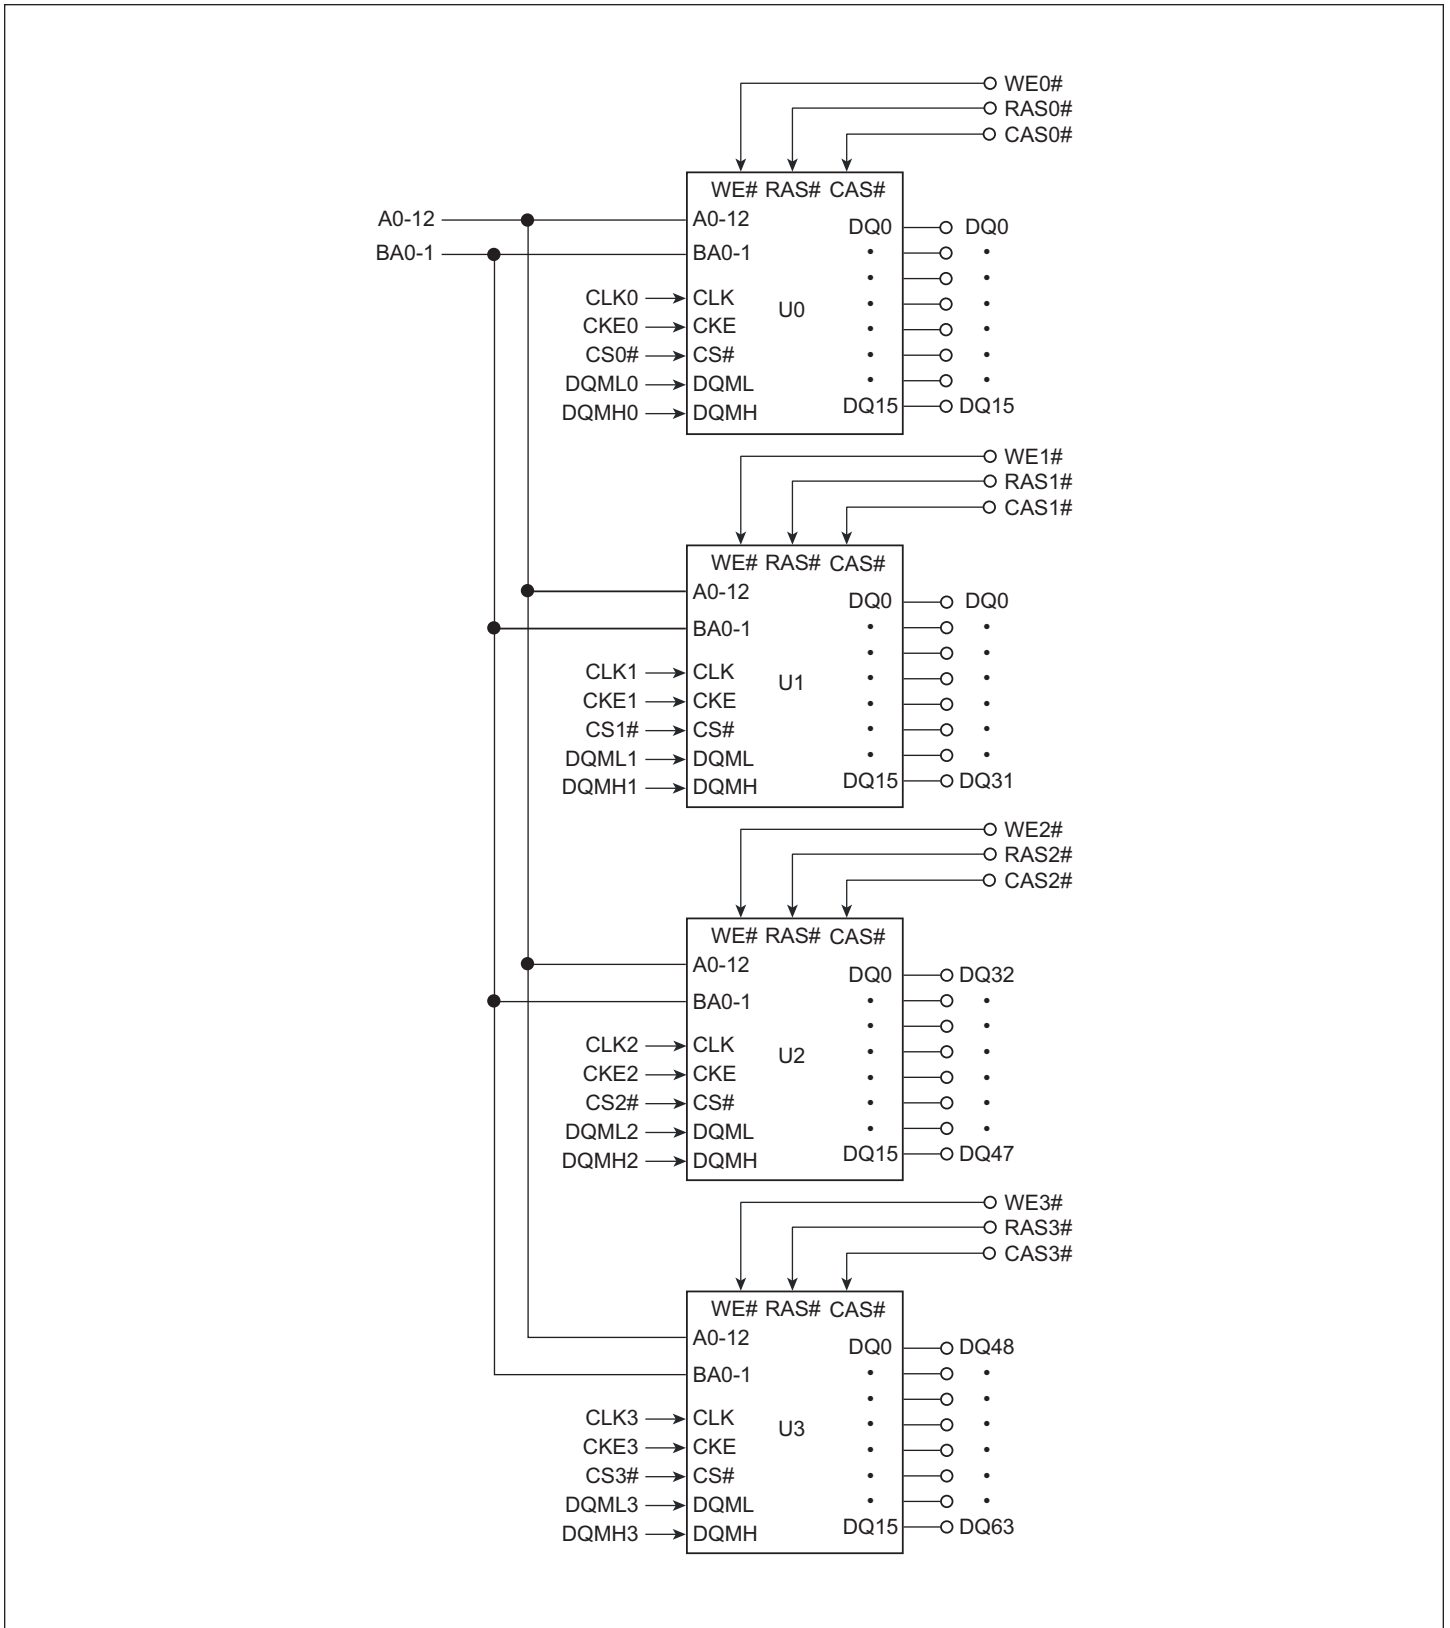 WE0#
RAS0#
CAS0#
WE# RAS# CAS#
A0-12 A0-12 DQ0 DQ0
BA0-1 BA0-1
CLK0 CLK
U0
CKE0 CKE
CS0# CS#
DQML0 DQML
DQMH0 DQMH DQ15 DQ15
WE1#
RAS1#
CAS1#
WE# RAS# CAS#
A0-12 DQ0 DQ0
BA0-1
CLK1 CLK
U1
CKE1 CKE
CS1# CS#
DQML1 DQML
DQMH1 DQMH DQ15 DQ31
WE2#
RAS2#
CAS2#
WE# RAS# CAS#
A0-12 DQ0 DQ32
BA0-1
CLK2 CLK
U2
CKE2 CKE
CS2# CS#
DQML2 DQML
DQMH2 DQMH DQ15 DQ47
WE3#
RAS3#
CAS3#
WE# RAS# CAS#
A0-12 DQ0 DQ48
BA0-1
CLK3 CLK
U3
CKE3 CKE
CS3# CS#
DQML3 DQML
DQMH3 DQMH DQ15 DQ63